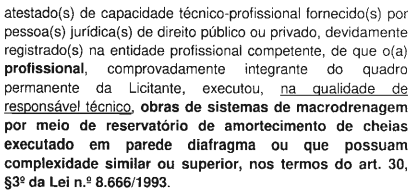 atestado(s) de capacidade técnico-profissional fornecido(s) por
pessoa(s) jurídica(s) de direito público ou privado, devidamente
registrado(s) na entidade profissional competente, de que o(a)
profissional, comprovadamente integrante do quadro
permanente da Licitante, executou, na qualidade de
responsável técnico, obras de sistemas de macrodrenagem
por meio de reservatório de amortecimento de cheias
executado em parede diafragma ou que possuam
complexidade similar ou superior, nos termos do art. 30,
§3º da Lei n.º 8.666/1993.